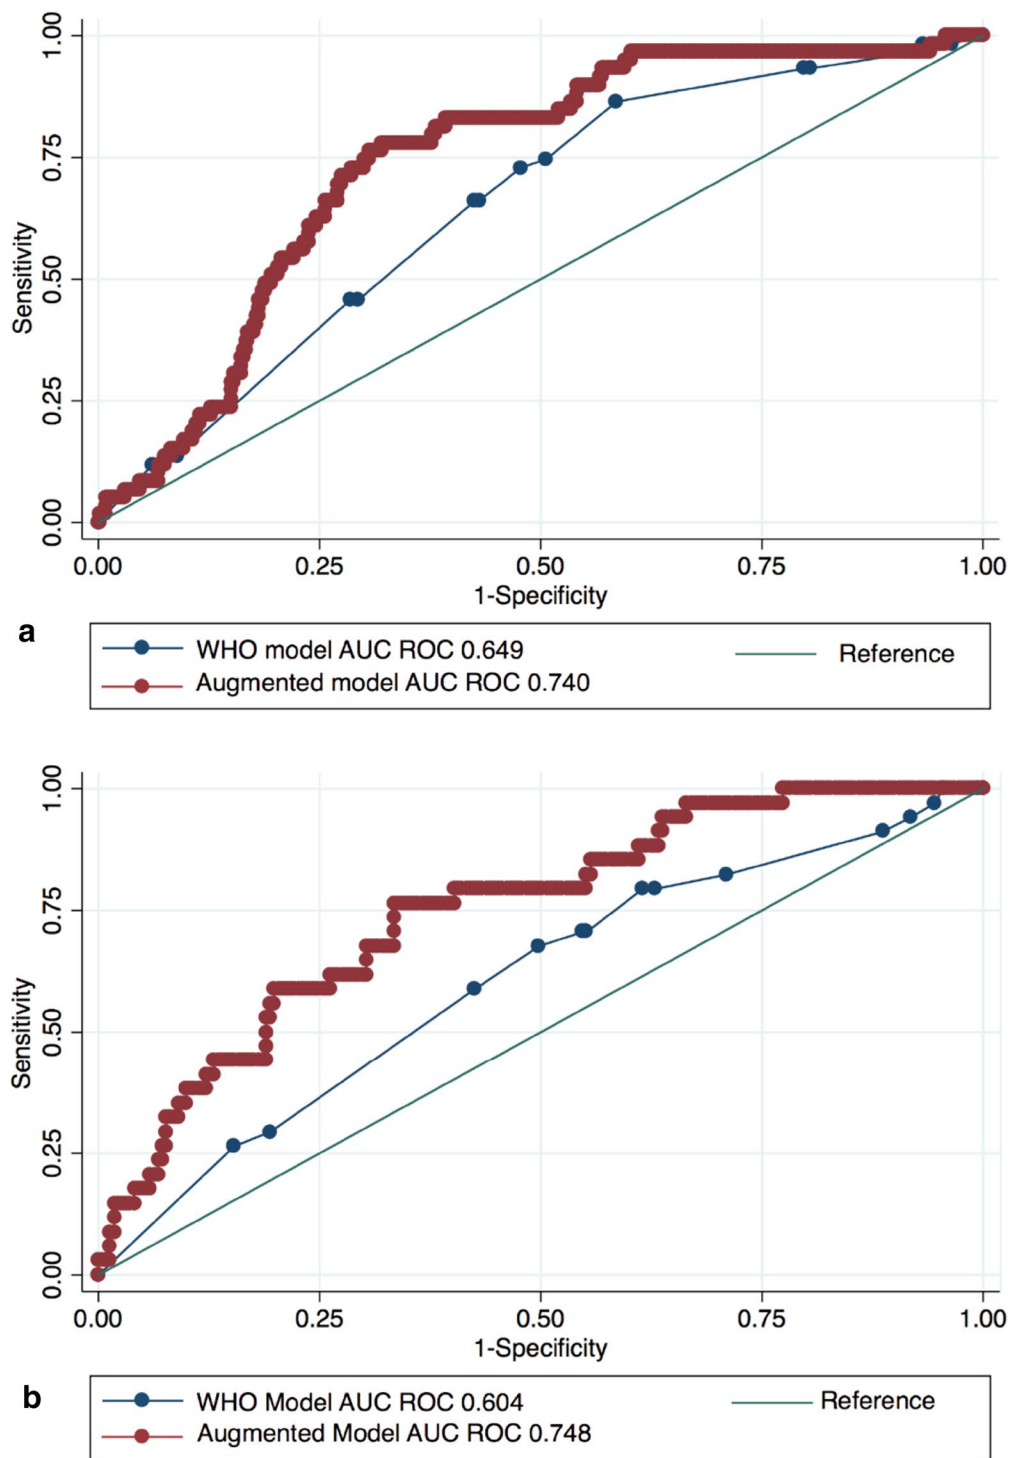 1.00
0.75
0.50
0.25
0.00
Sensitivity
0.00 0.25 0.50 0.75 1.00
1-Specificity
a
WHO model AUC ROC 0.649
Reference
Augmented model AUC ROC 0.740
1.00
0.75
0.50
0.25
0.00
Sensitivity
0.00 0.25 0.50 0.75 1.00
1-Specificity
b
WHO Model AUC ROC 0.604
Reference
Augmented Model AUC ROC 0.748